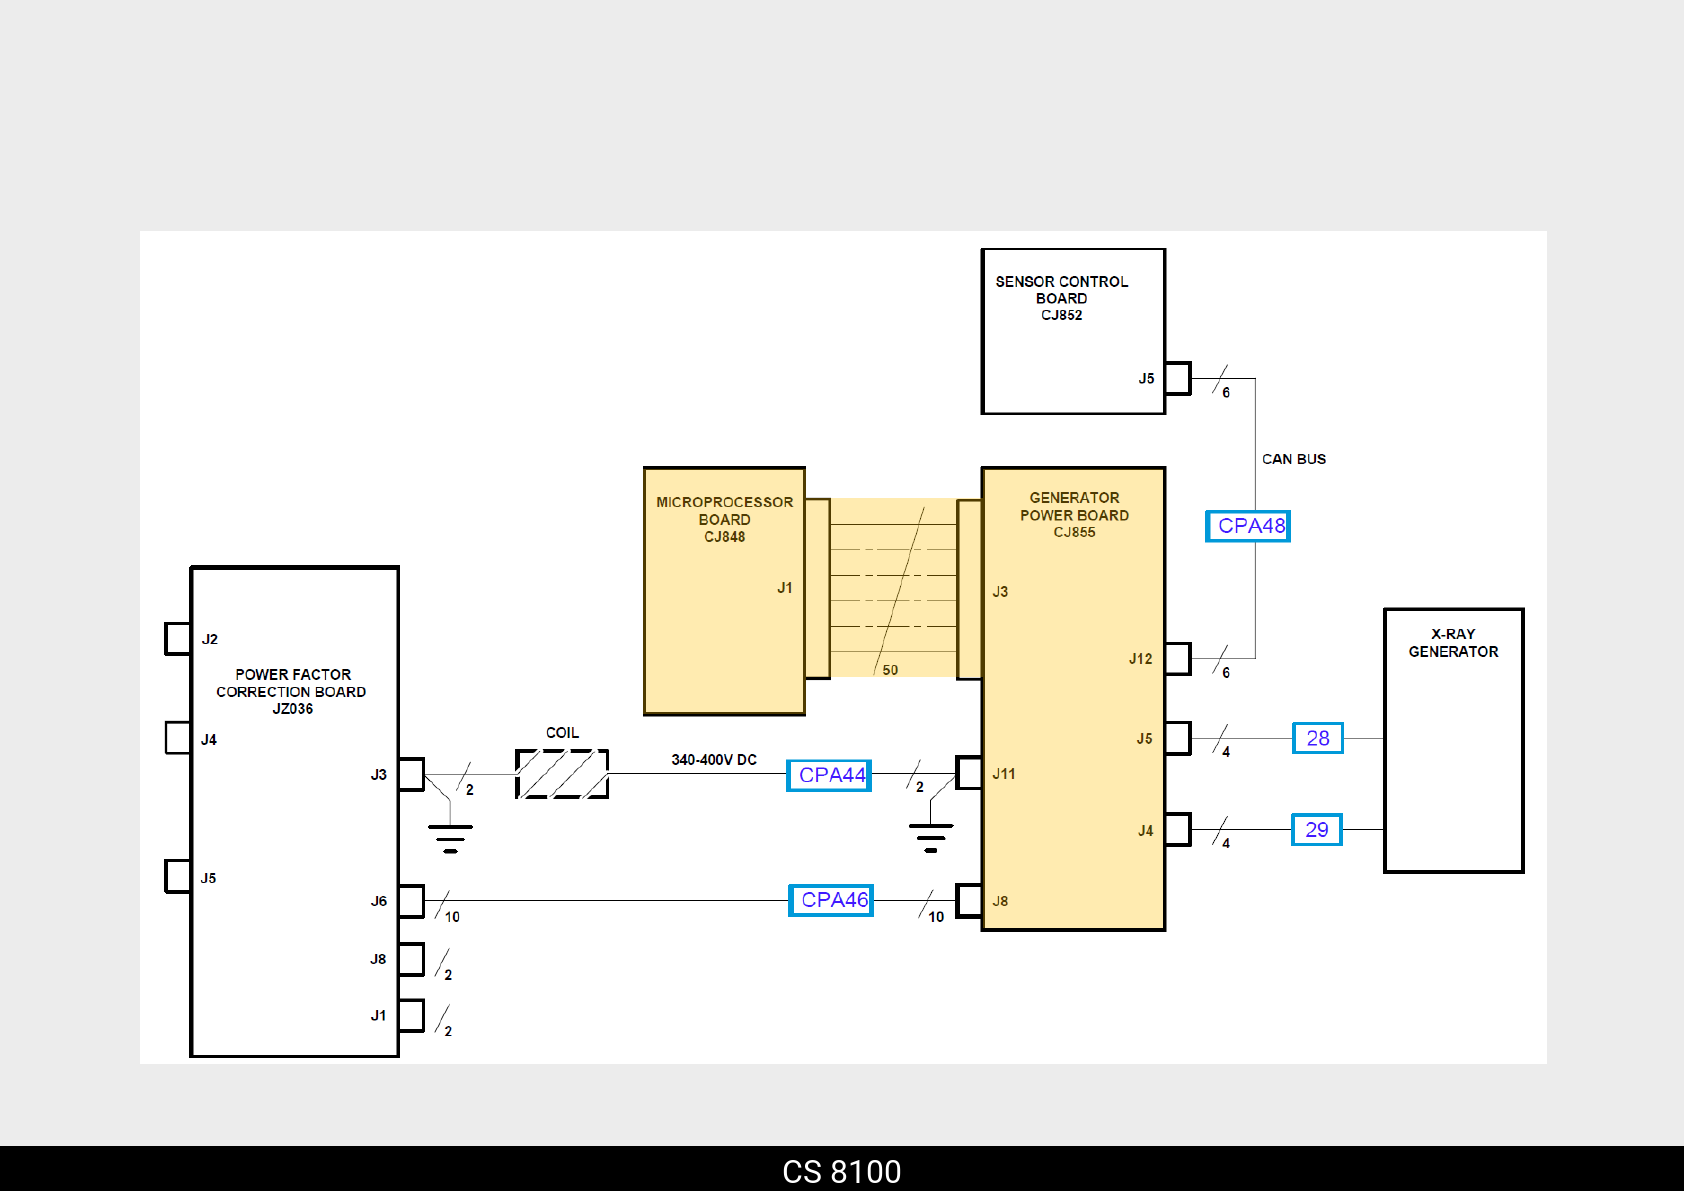 SENSOR CONTROL
BOARD
CJ852
J5
6
CAN BUS
CPA48
MICROPROCESSOR
BOARD
CJ848
J1
50
GENERATOR
POWER BOARD
CJ855
J3
J12
6
J5
4
28
J11
J4
4
29
J8
X-RAY
GENERATOR
J2
POWER FACTOR
CORRECTION BOARD
JZ036
J4
J3
2
COIL
340-400V DC
CPA44
2
J5
J6
10
CPA46
10
J8
2
J1
2
CS 8100